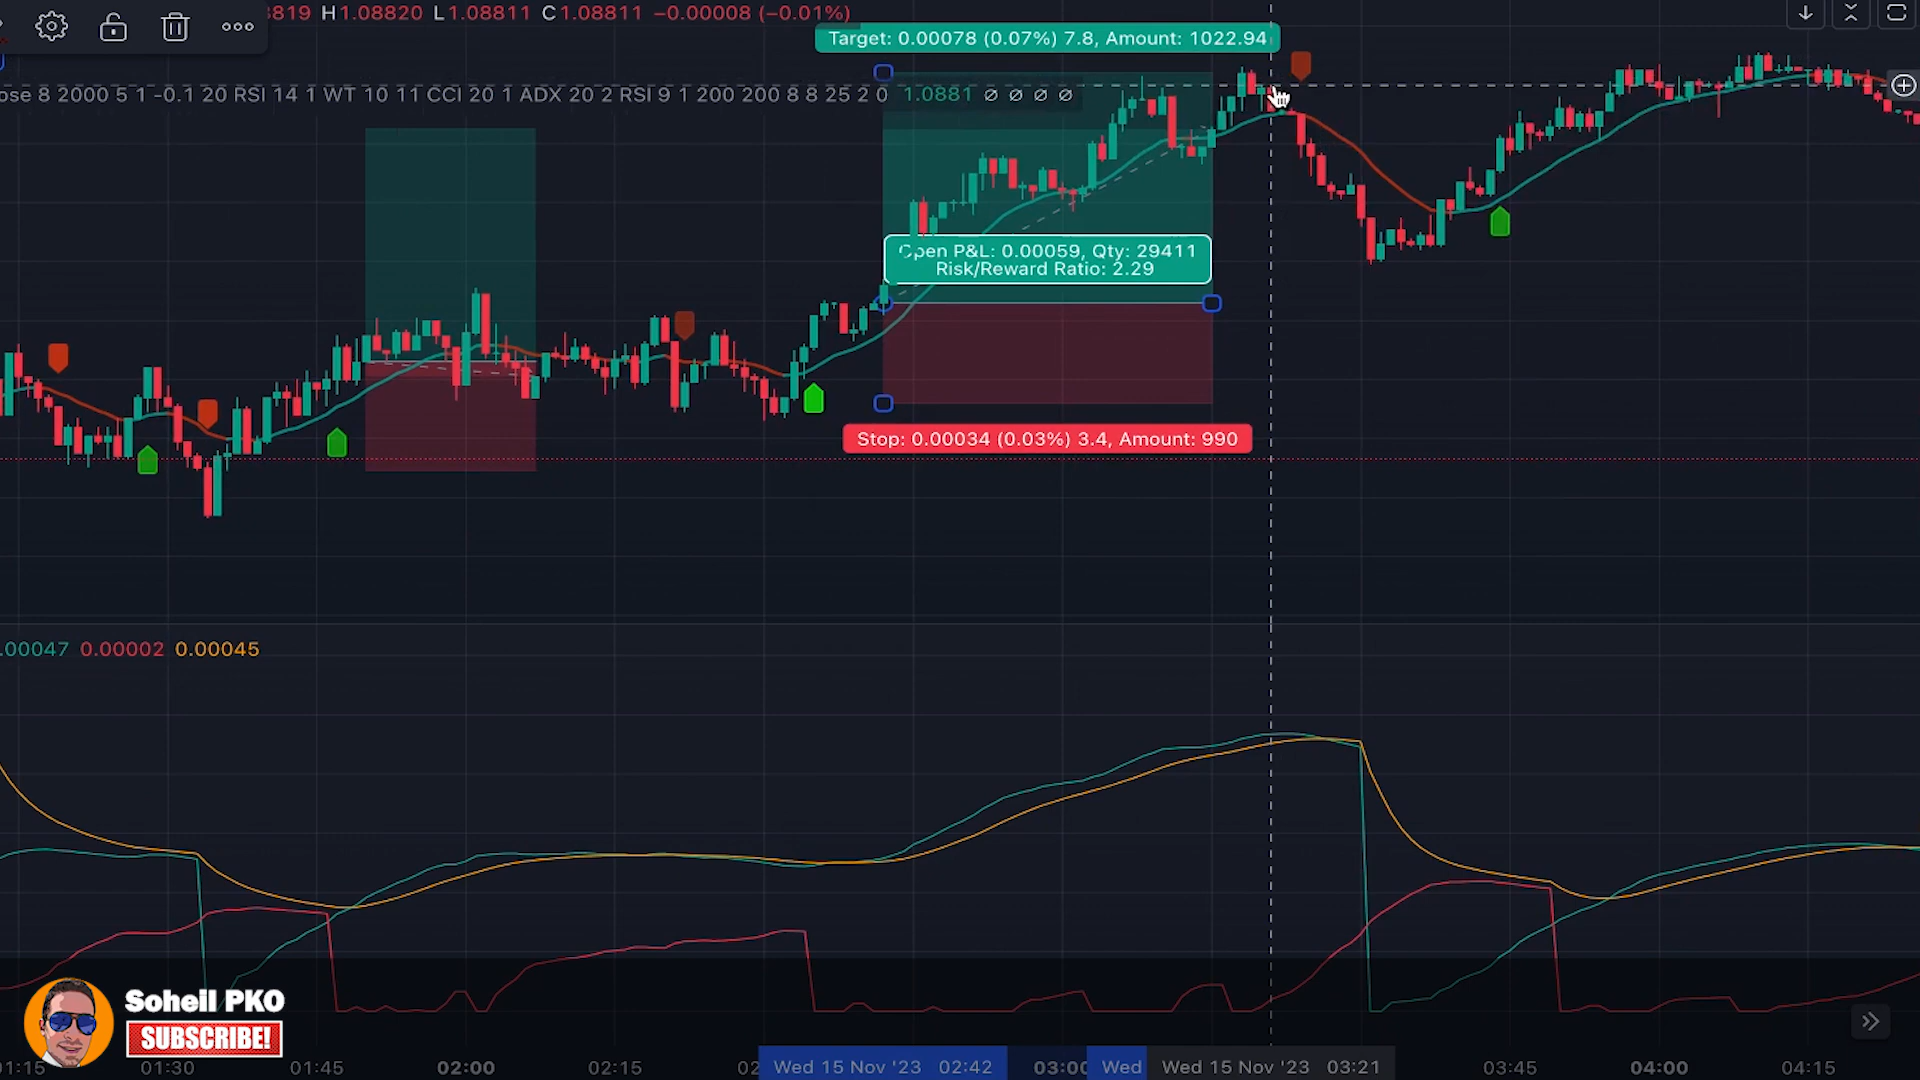 3819 H1.08820 L1.08811 C1.08811 −0.00008 (−0.01%)
Target: 0.00078 (0.07%) 7.8, Amount: 1022.94
ose 8 2000 5 1 -0.1 20 RSI 14 1 WT 10 11 CCI 20 1 ADX 20 2 RSI 9 1 200 200 8 8 25 2 0 1.0881 ∅ ∅ ∅ ∅
Open P&L: 0.00059, Qty: 29411
Risk/Reward Ratio: 2.29
Stop: 0.00034 (0.03%) 3.4, Amount: 990
.00047 0.00002 0.00045
Soheil PKO
SUBSCRIBE!
01:15 01:30 01:45 02:00 02:15 02 Wed 15 Nov '23 02:42 03:00 Wed Wed 15 Nov '23 03:21 03:45 04:00 04:15